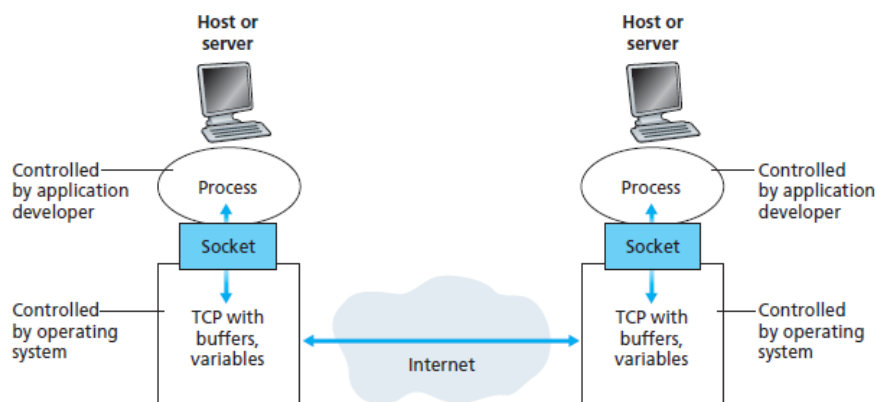 Host or
server
Host or
server
Controlled
by application
developer
Process
Process
Controlled
by application
developer
Socket
Socket
Controlled
by operating
system
TCP with
buffers,
variables
Internet
TCP with
buffers,
variables
Controlled
by operating
system